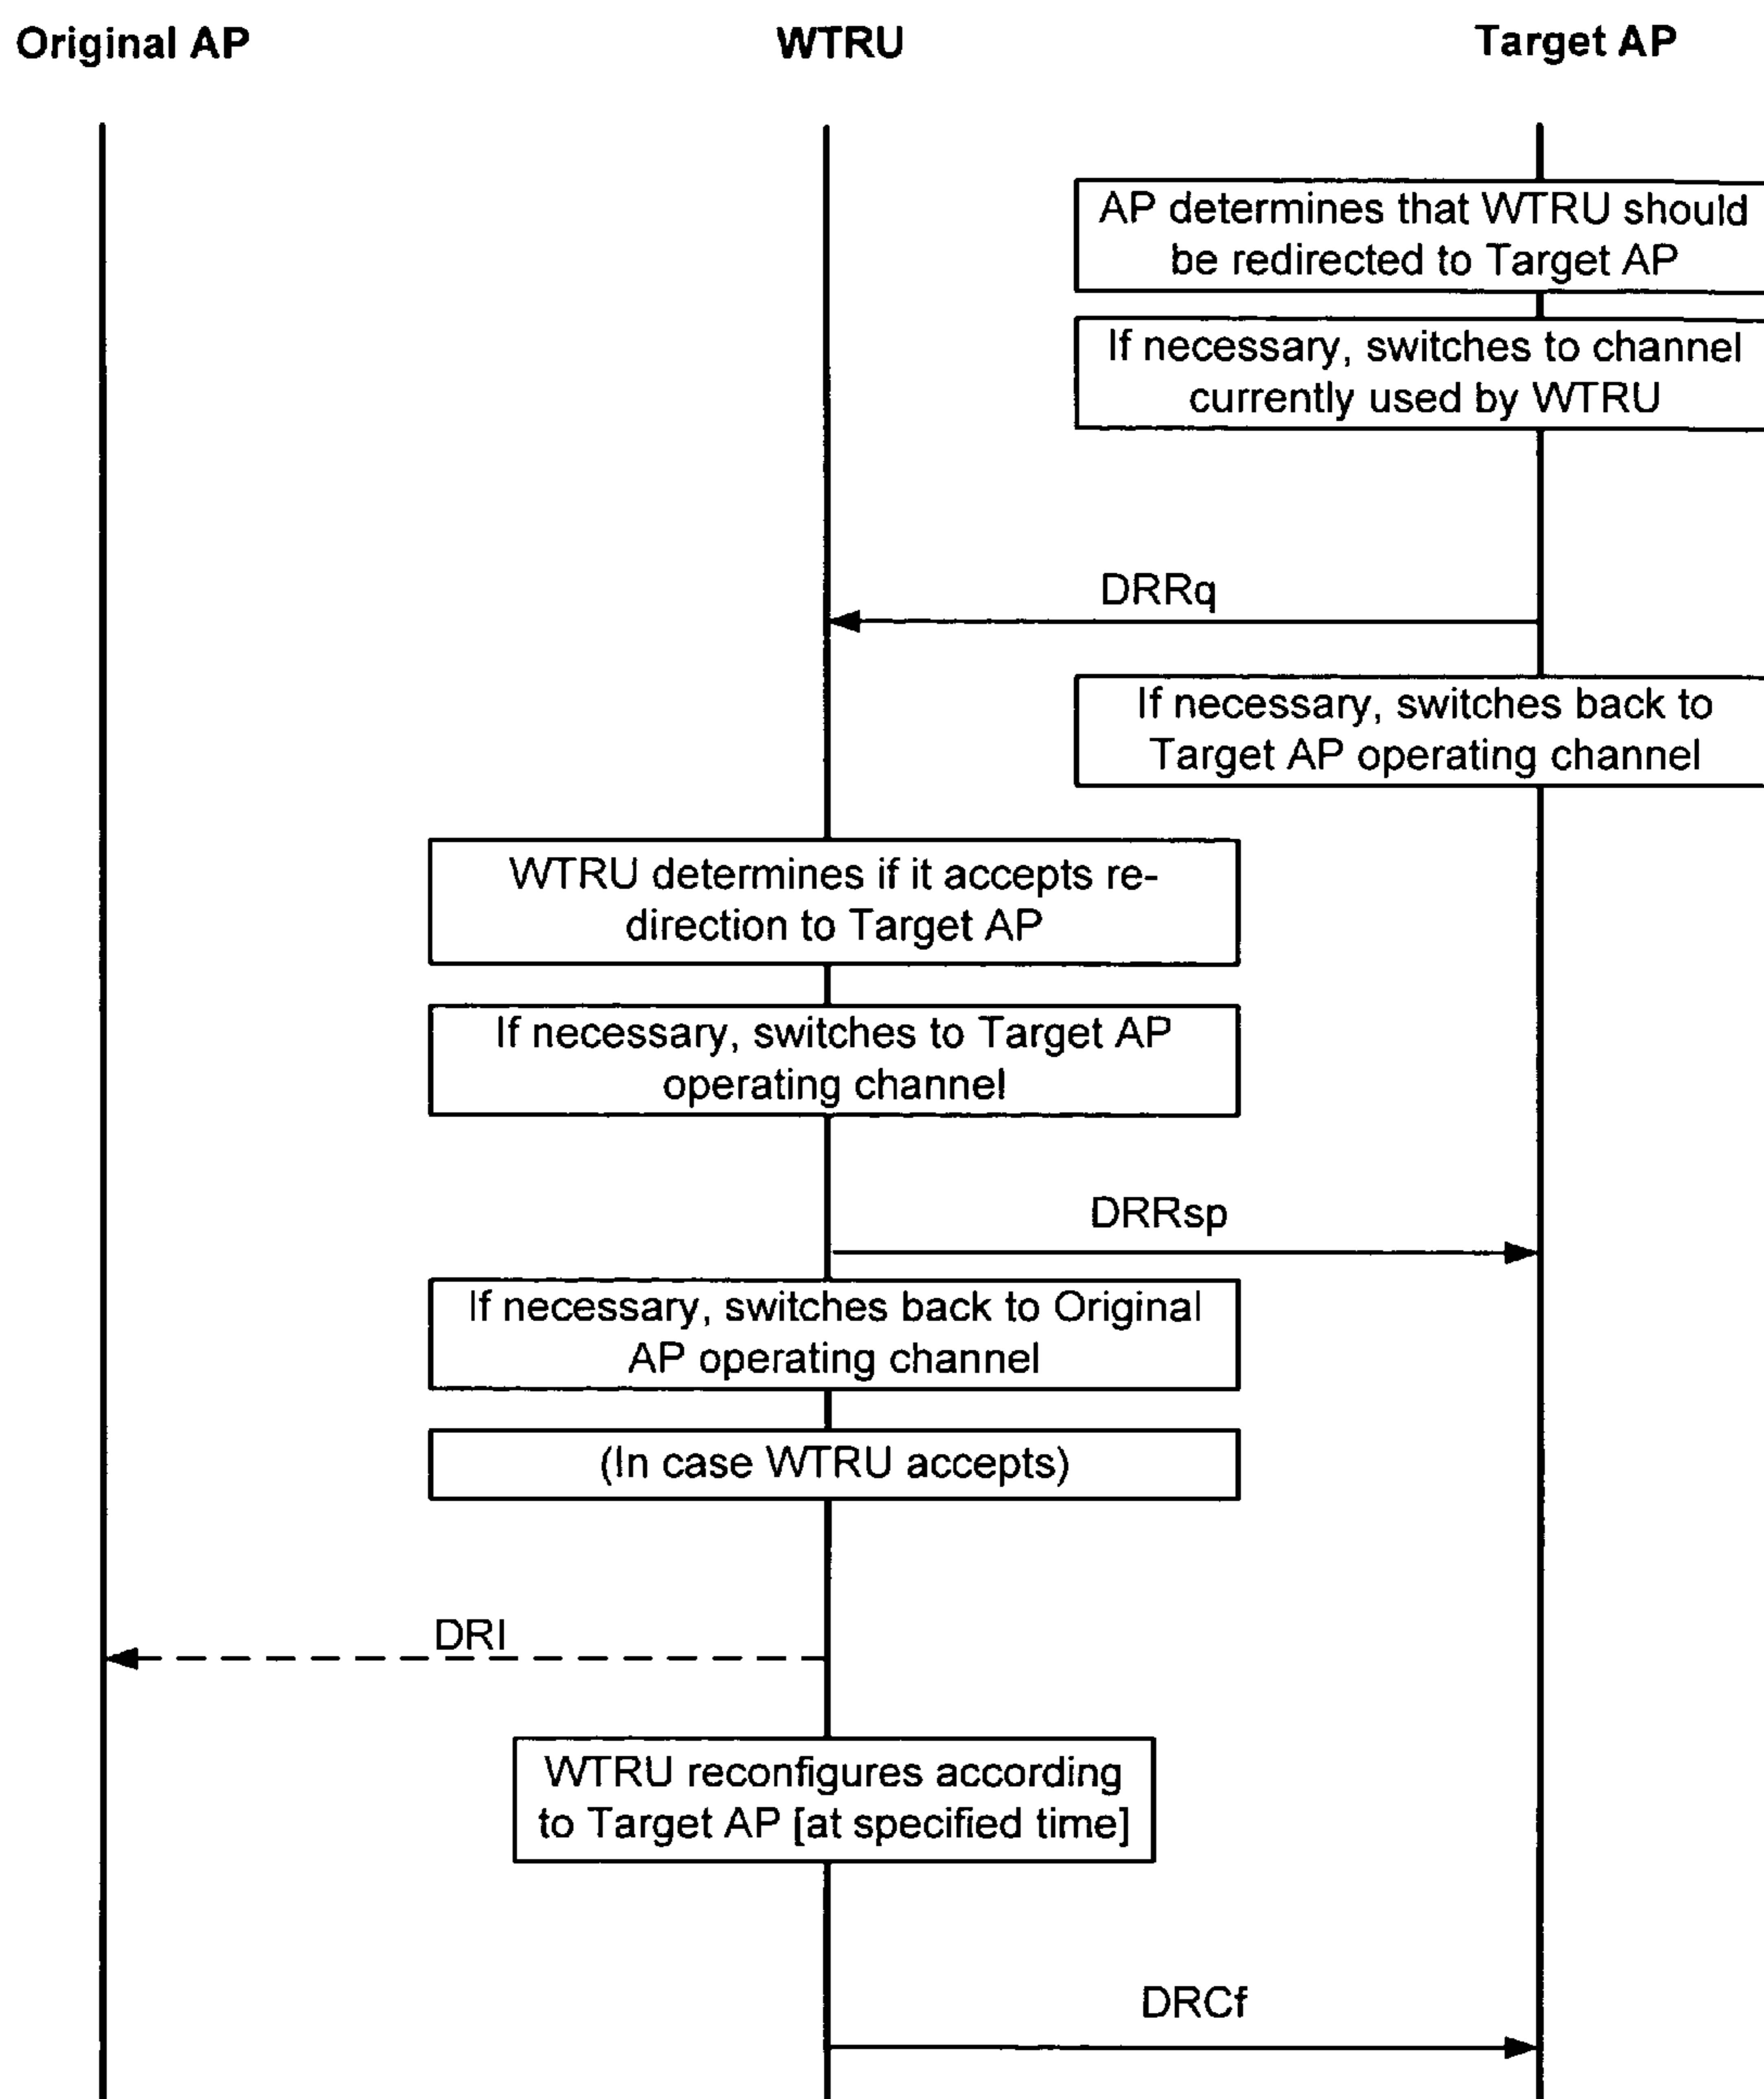 Original AP
WTRU
Target AP
AP determines that WTRU should
be redirected to Target AP
If necessary, switches to channel
currently used by WTRU
DRRq
If necessary, switches back to
Target AP operating channel
WTRU determines if it accepts re-
direction to Target AP
If necessary, switches to Target AP
operating channel
DRRsp
If necessary, switches back to Original
AP operating channel
(In case WTRU accepts)
DRI
WTRU reconfigures according
to Target AP [at specified time]
DRCf